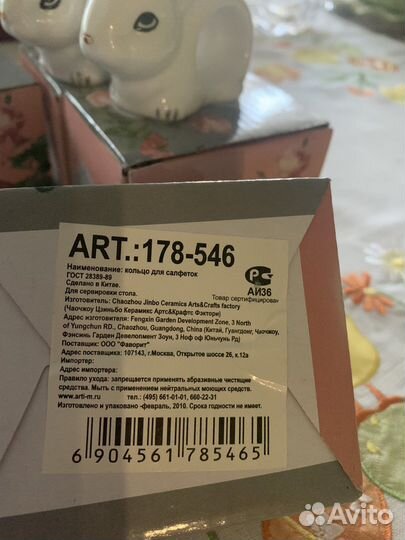 ART.:178-546
Наименование: кольцо для салфеток
ГОСТ 28389-89
Сделано в Китае.
Для сервировки стола.
АИ36
Товар сертифицирован
Изготовитель: Chaozhou Jinbo Ceramics Arts&Crafts factory
(Чаочжоу Цзиньбо Керамикс Артс&Крафтс Фэктори)
Адрес изготовителя: Fengxin Garden Development Zone, 3 North
of Yungchun RD., Chaozhou, Guangdong, China (Китай, Гуангдонг, Чаочжоу,
Фэнсинь Гарден Девелопмент Зоун, 3 Ноф оф Юньчунь Рд)
Поставщик: ООО "Фаворит"
Адрес поставщика: 107143, г.Москва, Открытое шоссе 26, к.12а
Импортер:
Адрес импортера:
Правило ухода: запрещается применять абразивные чистящие
средства. Мыть с применением нейтральных моющих средств.
www.arti-m.ru тел.: (495) 661-01-01, 660-22-31
Изготовлено и упаковано -февраль, 2010. Срока годности не имеет.
6 904561 785465
Avito